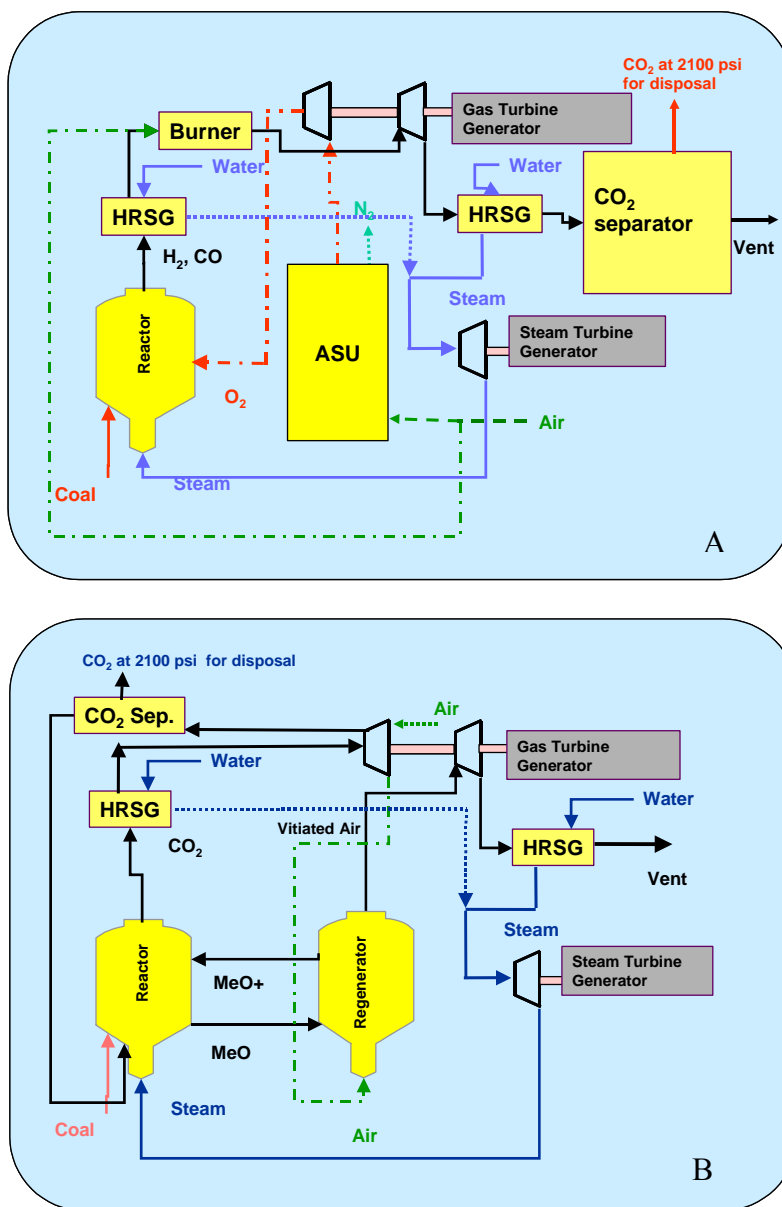 CO2 at 2100 psi
for disposal
Gas Turbine
Generator
Burner
Water
Water
HRSG
N2
HRSG
CO2
separator
Vent
H2, CO
Steam
Reactor
ASU
Steam Turbine
Generator
O2
Air
Coal
Steam
A
CO2 at 2100 psi for disposal
CO2 Sep.
Air
Gas Turbine
Generator
Water
Water
HRSG
Vitiated Air
HRSG
CO2
Vent
Steam
Reactor
Regenerator
MeO+
Steam Turbine
Generator
MeO
Steam
Coal
Air
B